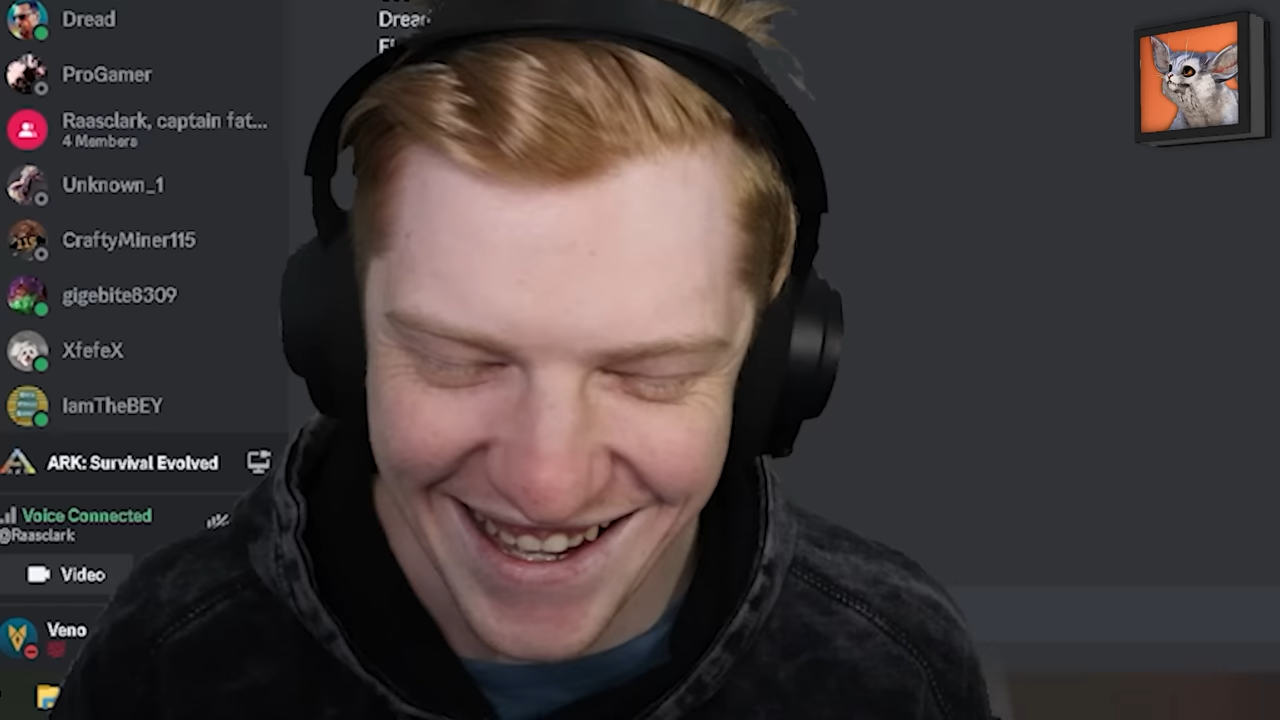 Dread
ProGamer
Raasclark, captain fat...
4 Members
Unknown_1
CraftyMiner115
gigebite8309
XfefeX
IamTheBEY
ARK: Survival Evolved
Voice Connected
@Raasclark
Video
Veno
Dread